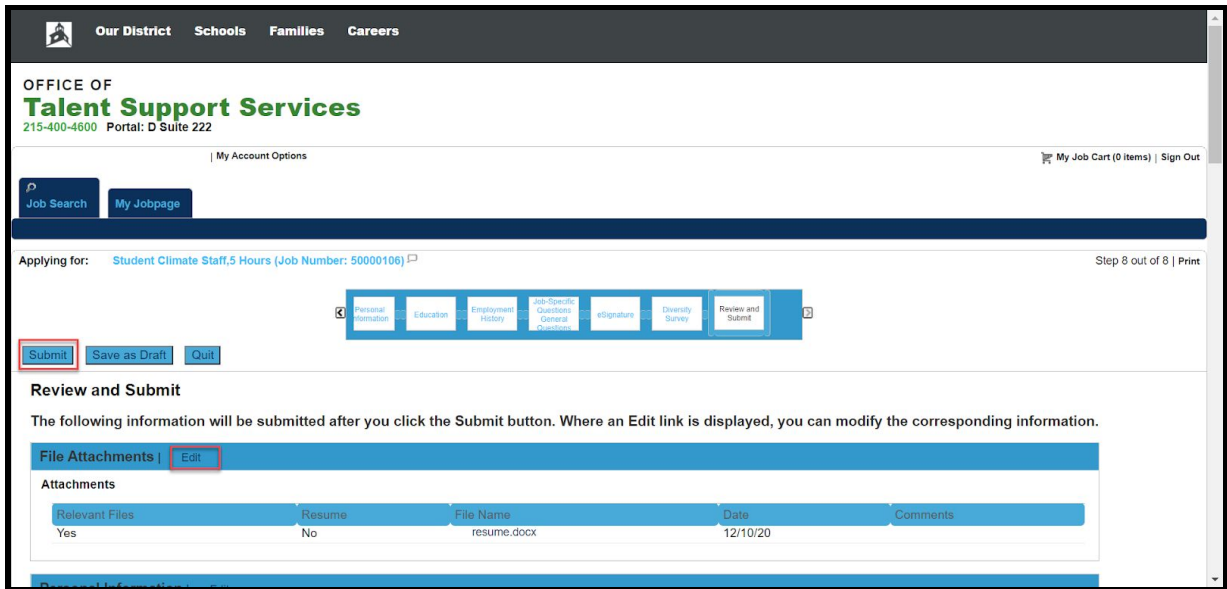 Our District Schools Families Careers
OFFICE OF
Talent Support Services
215-400-4600 Portal: D Suite 222
| My Account Options
My Job Cart (0 items) | Sign Out
Job Search My Jobpage
Applying for: Student Climate Staff,5 Hours (Job Number: 50000106)
Step 8 out of 8 | Print
Personal Information
Education
Employment History
Job-Specific Questions General Questions
eSignature
Diversity Survey
Review and Submit
Submit Save as Draft Quit
Review and Submit
The following information will be submitted after you click the Submit button. Where an Edit link is displayed, you can modify the corresponding information.
File Attachments | Edit
Attachments
Relevant Files Resume File Name Date Comments
Yes No resume.docx 12/10/20
Personal Information | Edit